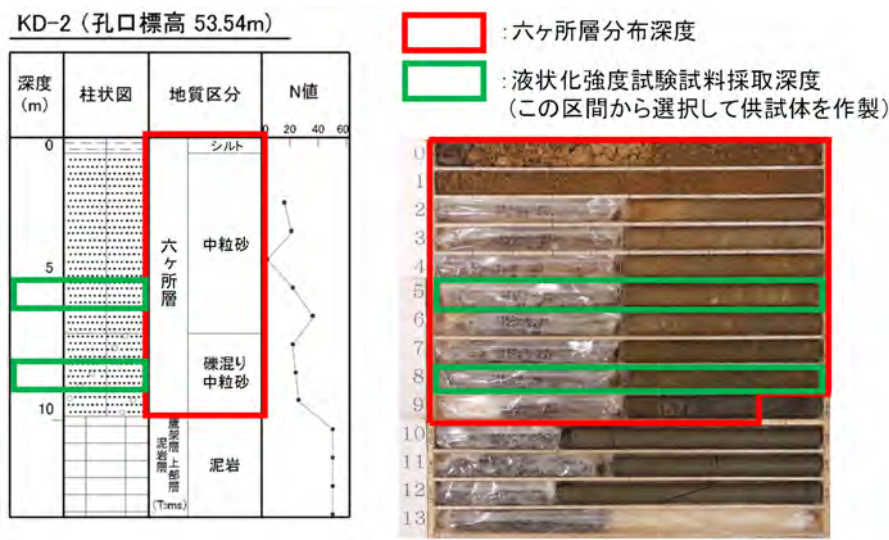 KD-2（孔口標高 53.54m）
深度
(m)
柱状図
地質区分
N値
0 20 40 60
0
シルト
中粒砂
六ヶ所層
5
礫混り
中粒砂
10
鷹架層上部層
泥岩層
(Toms)
泥岩
：六ヶ所層分布深度
：液状化強度試験試料採取深度
（この区間から選択して供試体を作製）
0
1
2
3
4
5
6
7
8
9
10
11
12
13